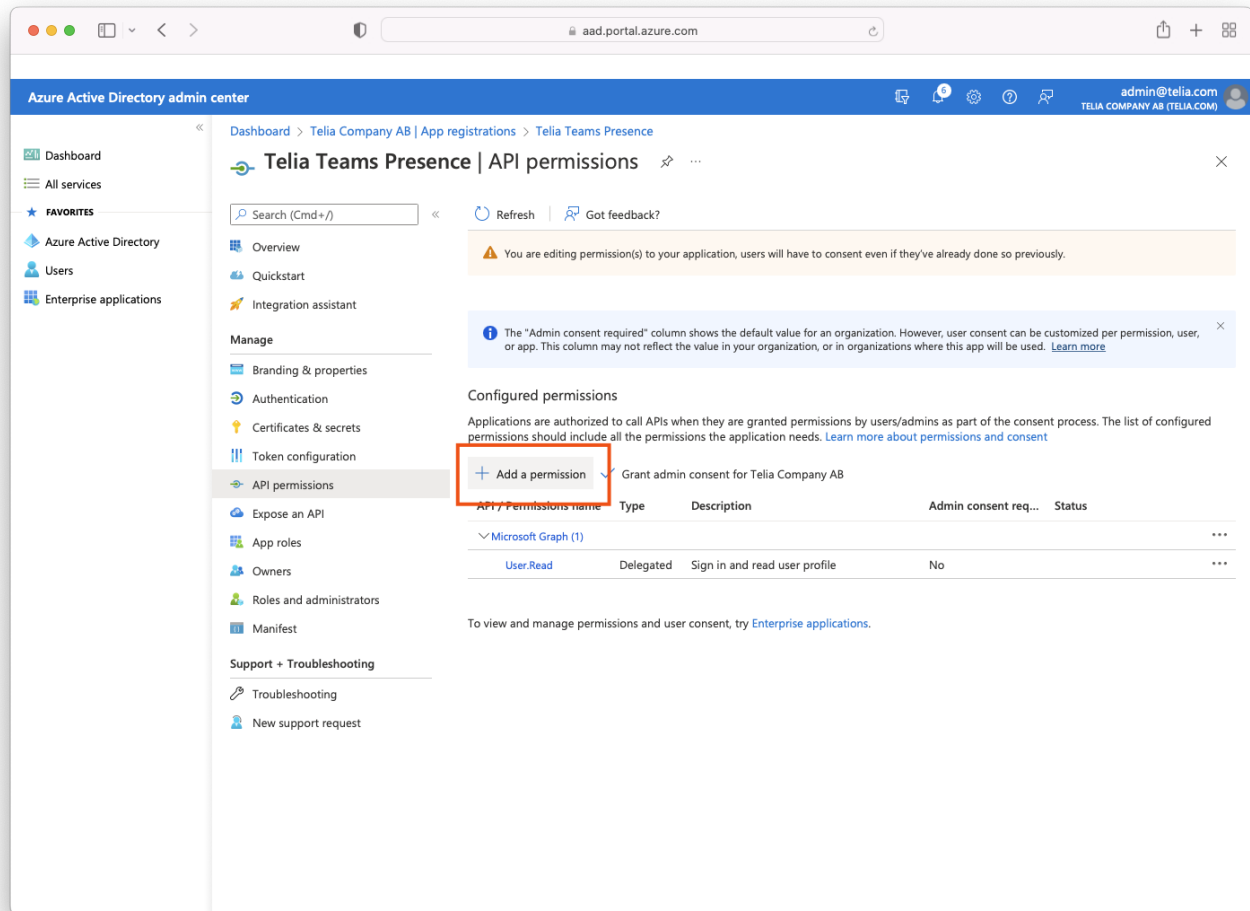 aad.portal.azure.com
Azure Active Directory admin center
6
admin@telia.com
TELIA COMPANY AB (TELIA.COM)
«
Dashboard
All services
FAVORITES
Azure Active Directory
Users
Enterprise applications
Dashboard > Telia Company AB | App registrations > Telia Teams Presence
Telia Teams Presence | API permissions
...
Search (Cmd+/)
«
Overview
Quickstart
Integration assistant
Manage
Branding & properties
Authentication
Certificates & secrets
Token configuration
API permissions
Expose an API
App roles
Owners
Roles and administrators
Manifest
Support + Troubleshooting
Troubleshooting
New support request
Refresh
Got feedback?
You are editing permission(s) to your application, users will have to consent even if they've already done so previously.
The "Admin consent required" column shows the default value for an organization. However, user consent can be customized per permission, user,
or app. This column may not reflect the value in your organization, or in organizations where this app will be used. Learn more
Configured permissions
Applications are authorized to call APIs when they are granted permissions by users/admins as part of the consent process. The list of configured
permissions should include all the permissions the application needs. Learn more about permissions and consent
+ Add a permission
Grant admin consent for Telia Company AB
API / Permissions name Type Description Admin consent req... Status
Microsoft Graph (1) ...
User.Read Delegated Sign in and read user profile No ...
To view and manage permissions and user consent, try Enterprise applications.